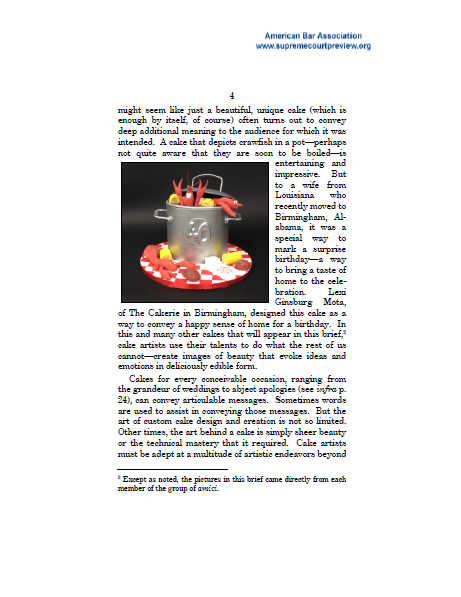 American Bar Association
www.supremecourtpreview.org
4
might seem like just a beautiful, unique cake (which is
enough by itself, of course) often turns out to convey
deep additional meaning to the audience for which it was
intended. A cake that depicts crawfish in a pot—perhaps
not quite aware that they are soon to be boiled—is
entertaining and
impressive. But
to a wife from
Louisiana who
recently moved to
Birmingham, Al-
abama, it was a
special way to
mark a surprise
birthday—a way
to bring a taste of
home to the cele-
bration. Lexi
Ginsburg Mota,
40
of The Cakerie in Birmingham, designed this cake as a
way to convey a happy sense of home for a birthday. In
this and many other cakes that will appear in this brief,³
cake artists use their talents to do what the rest of us
cannot—create images of beauty that evoke ideas and
emotions in deliciously edible form.
Cakes for every conceivable occasion, ranging from
the grandeur of weddings to abject apologies (see infra p.
24), can convey articulable messages. Sometimes words
are used to assist in conveying those messages. But the
art of custom cake design and creation is not so limited.
Other times, the art behind a cake is simply sheer beauty
or the technical mastery that it required. Cake artists
must be adept at a multitude of artistic endeavors beyond
³ Except as noted, the pictures in this brief came directly from each
member of the group of amici.